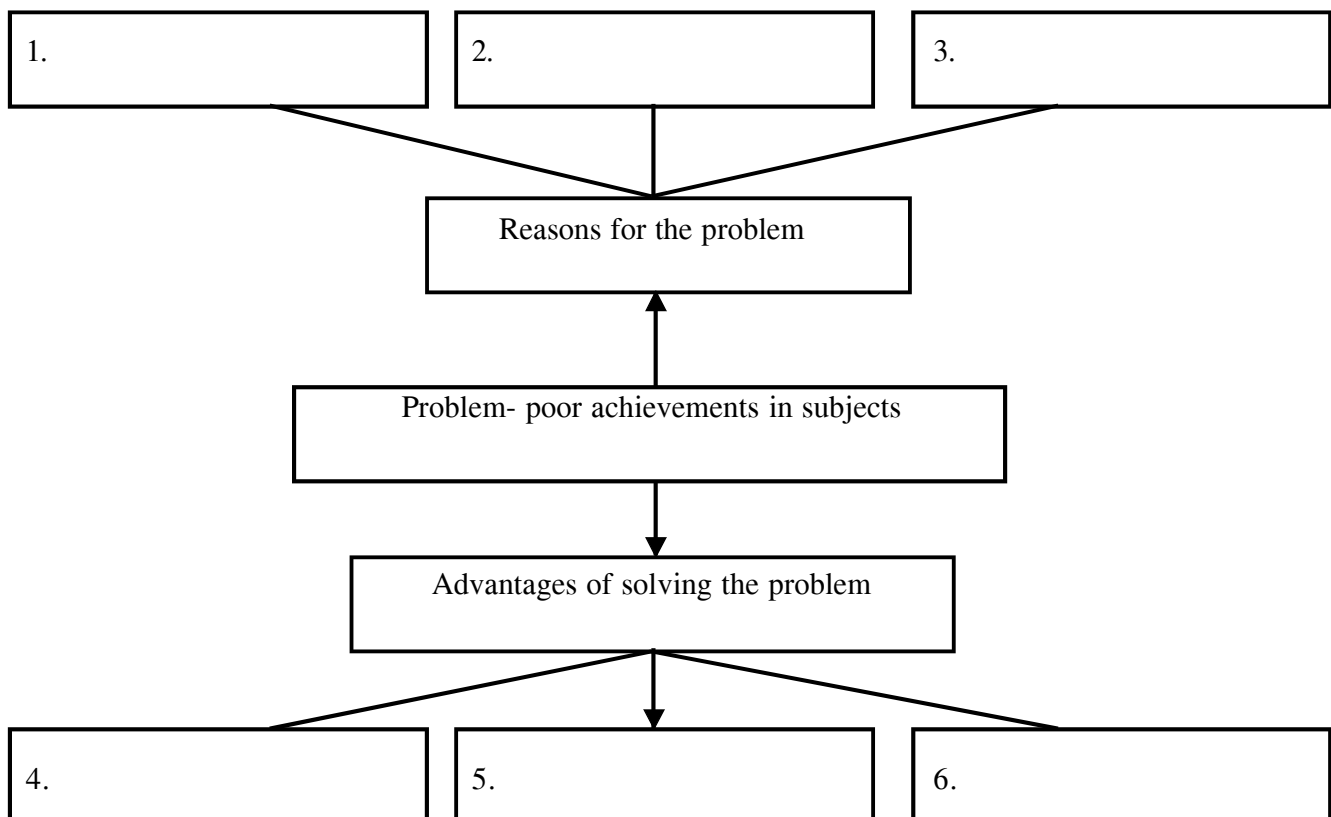 1.
2.
3.
Reasons for the problem
Problem- poor achievements in subjects
Advantages of solving the problem
4.
5.
6.